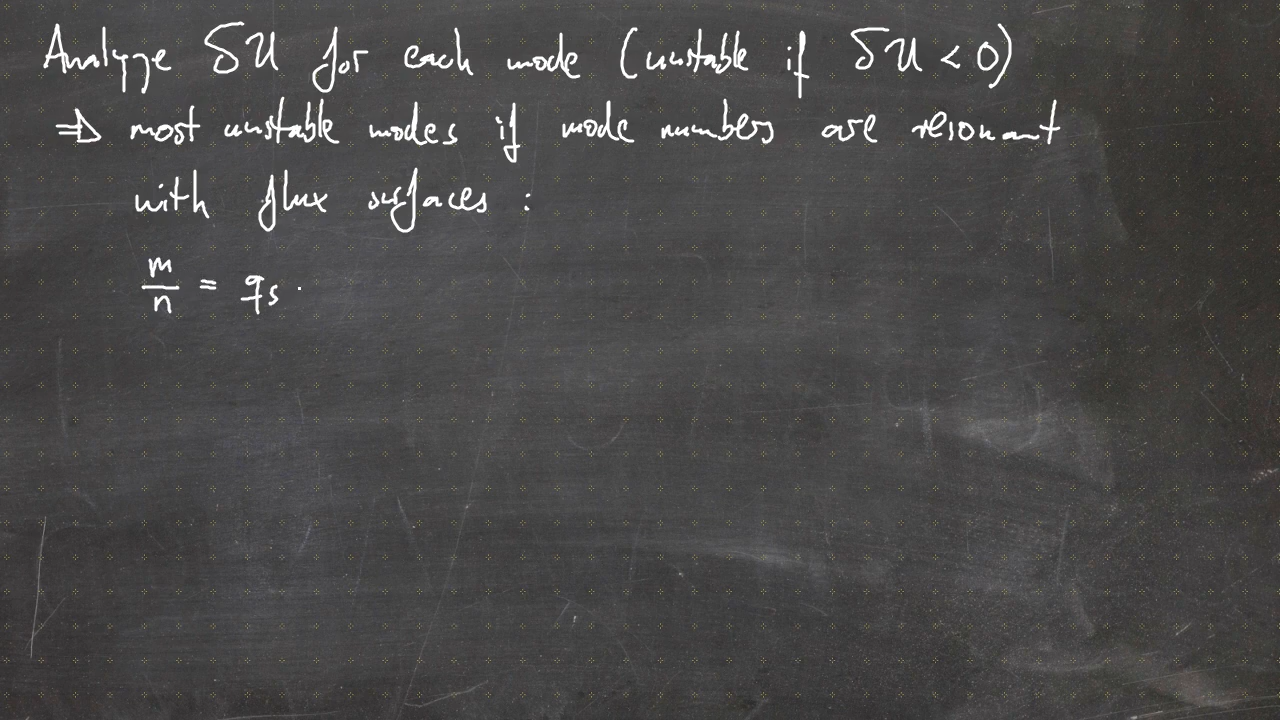 Analyze δU for each mode (unstable if δU < 0)
⇒ most unstable modes if mode numbers are resonant
with flux surfaces :
m/n = qs .